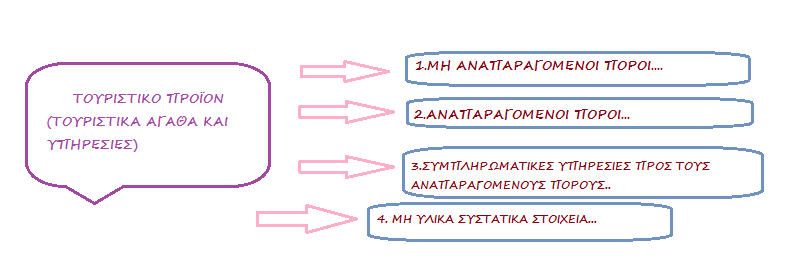 ΤΟΥΡΙΣΤΙΚΟ ΠΡΟΪΟΝ
(ΤΟΥΡΙΣΤΙΚΑ ΑΓΑΘΑ ΚΑΙ
ΥΠΗΡΕΣΙΕΣ)
1.ΜΗ ΑΝΑΠΑΡΑΓΟΜΕΝΟΙ ΠΟΡΟΙ....
2.ΑΝΑΠΑΡΑΓΟΜΕΝΟΙ ΠΟΡΟΙ...
3.ΣΥΜΠΛΗΡΩΜΑΤΙΚΕΣ ΥΠΗΡΕΣΙΕΣ ΠΡΟΣ ΤΟΥΣ
ΑΝΑΠΑΡΑΓΟΜΕΝΟΥΣ ΠΟΡΟΥΣ..
4. ΜΗ ΥΛΙΚΑ ΣΥΣΤΑΤΙΚΑ ΣΤΟΙΧΕΙΑ...